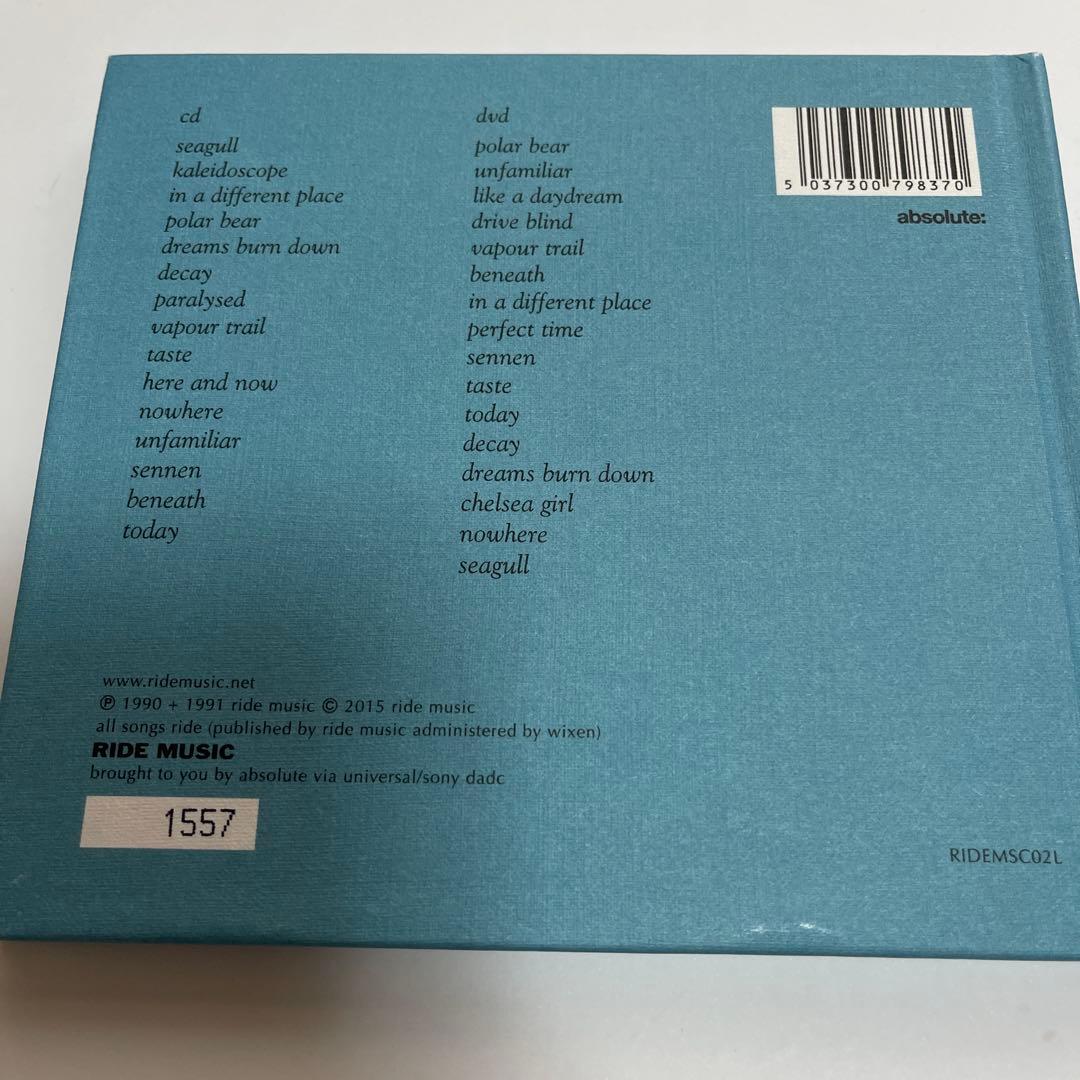 cd
seagull
kaleidoscope
in a different place
polar bear
dreams burn down
decay
paralysed
vapour trail
taste
here and now
nowhere
unfamiliar
sennen
beneath
today
dvd
polar bear
unfamiliar
like a daydream
drive blind
vapour trail
beneath
in a different place
perfect time
sennen
taste
today
decay
dreams burn down
chelsea girl
nowhere
seagull
5 037300 798370
absolute:
www.ridemusic.net
℗ 1990 + 1991 ride music © 2015 ride music
all songs ride (published by ride music administered by wixen)
RIDE MUSIC
brought to you by absolute via universal/sony dadc
1557
RIDEMSC02L